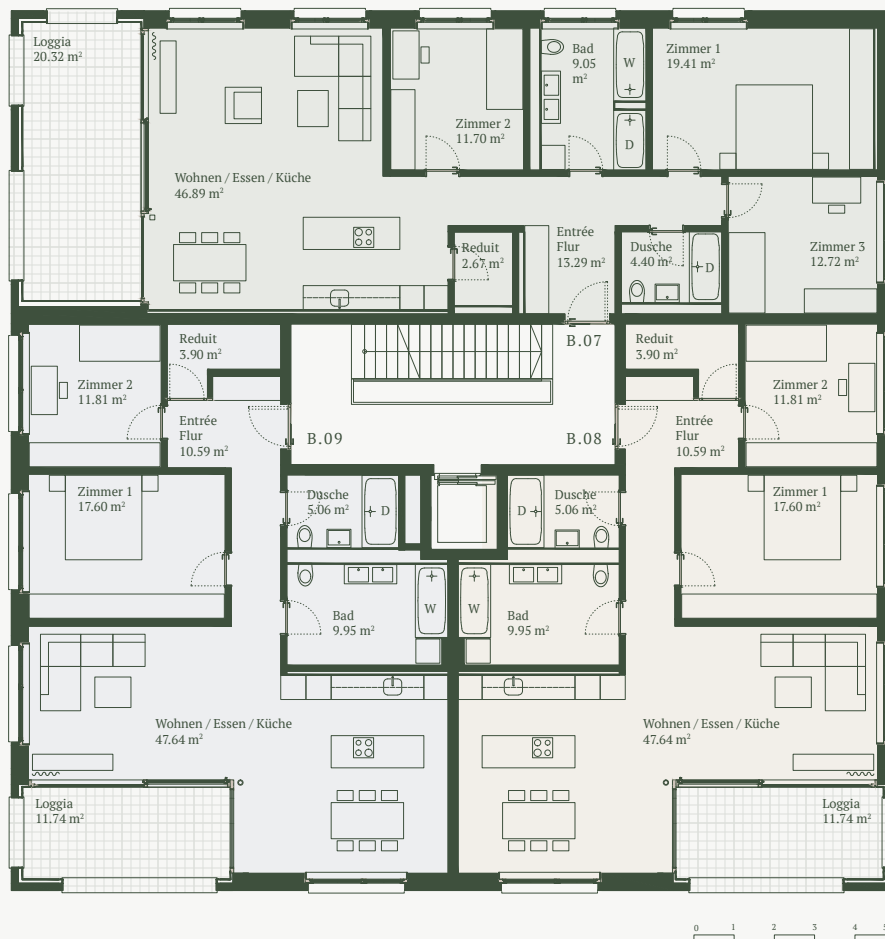 Loggia
20.32 m²
Bad
9.05
m²
W
D
Zimmer 1
19.41 m²
Zimmer 2
11.70 m²
Wohnen / Essen / Küche
46.89 m²
Reduit
2.67 m²
Entrée
Flur
13.29 m²
Dusche
4.40 m²
D
Zimmer 3
12.72 m²
B.07
Reduit
3.90 m²
Zimmer 2
11.81 m²
Entrée
Flur
10.59 m²
B.09
B.08
Reduit
3.90 m²
Zimmer 2
11.81 m²
Entrée
Flur
10.59 m²
Zimmer 1
17.60 m²
Dusche
5.06 m²
D
D
Dusche
5.06 m²
Zimmer 1
17.60 m²
Bad
9.95 m²
W
W
Bad
9.95 m²
Wohnen / Essen / Küche
47.64 m²
Wohnen / Essen / Küche
47.64 m²
Loggia
11.74 m²
Loggia
11.74 m²
0 1 2 3 4